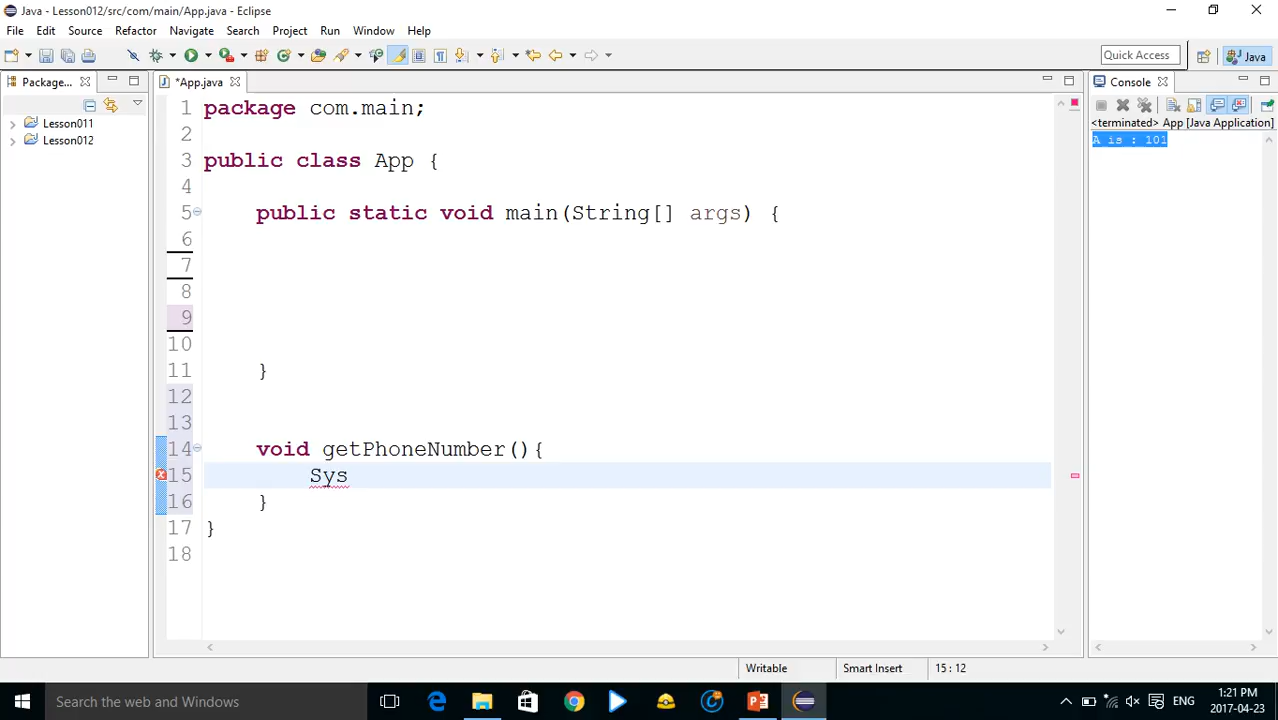 Java - Lesson012/src/com/main/App.java - Eclipse
File Edit Source Refactor Navigate Search Project Run Window Help
Quick Access
Java
Package...
*App.java
Console
Lesson011
Lesson012
<terminated> App [Java Application]
A is : 101
1 package com.main;
2
3 public class App {
4
5 public static void main(String[] args) {
6
7
8
9
10
11 }
12
13
14 void getPhoneNumber(){
15 Sys
16 }
17 }
18
Writable
Smart Insert
15 : 12
Search the web and Windows
ENG
1:21 PM
2017-04-23